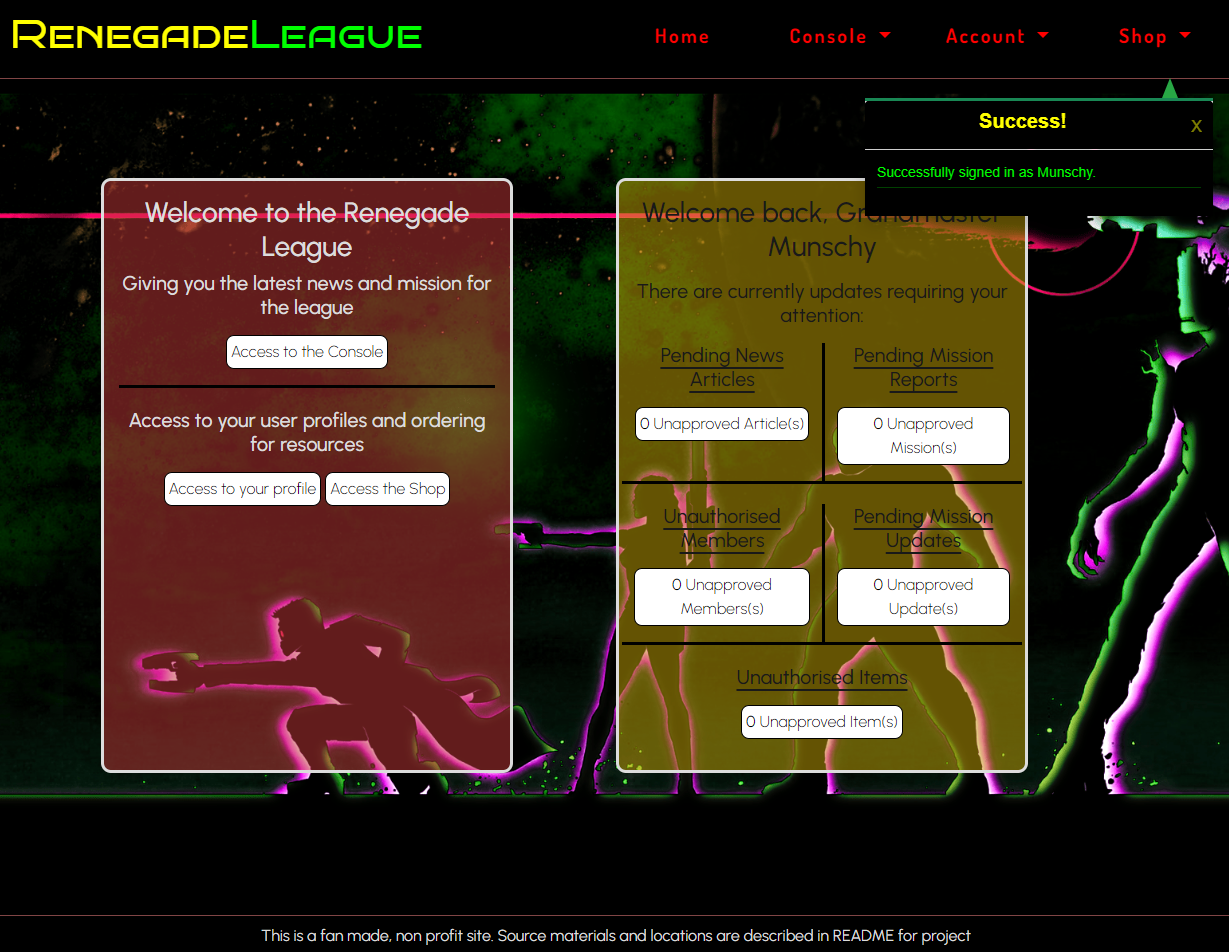 RenegadeLeague
Home
Console
Account
Shop
Success!
X
Successfully signed in as Munschy.
Welcome to the Renegade
League
Giving you the latest news and mission for
the league
Access to the Console
Access to your user profiles and ordering
for resources
Access to your profile
Access the Shop
Welcome back, Grandmaster
Munschy
There are currently updates requiring your
attention:
Pending News
Articles
0 Unapproved Article(s)
Pending Mission
Reports
0 Unapproved
Mission(s)
Unauthorised
Members
0 Unapproved
Members(s)
Pending Mission
Updates
0 Unapproved
Update(s)
Unauthorised Items
0 Unapproved Item(s)
This is a fan made, non profit site. Source materials and locations are described in README for project